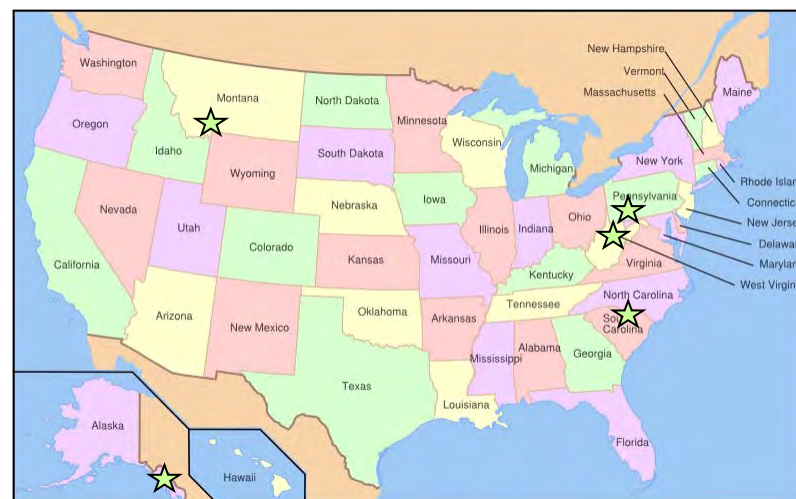 New Hampshire
Vermont
Massachusetts
Washington
Montana
North Dakota
Minnesota
Maine
Oregon
Idaho
South Dakota
Wisconsin
Michigan
New York
Wyoming
Rhode Islan
Connectic
New Jerse
Delawar
Marylan
West Virgin
Nevada
Utah
Nebraska
Iowa
Illinois
Indiana
Ohio
Pennsylvania
California
Colorado
Kansas
Missouri
Kentucky
Virginia
Arizona
New Mexico
Oklahoma
Arkansas
Tennessee
North Carolina
Carolina
Texas
Louisiana
Mississippi
Alabama
Georgia
Florida
Alaska
Hawaii